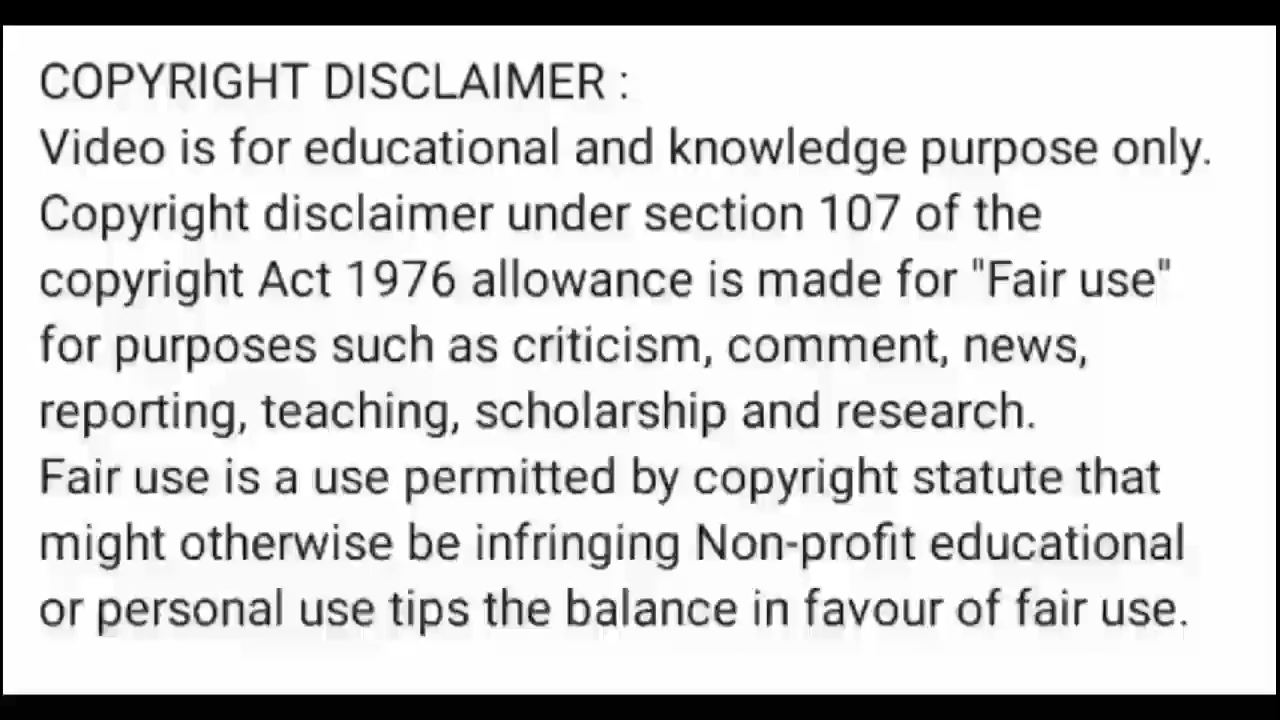 COPYRIGHT DISCLAIMER :
Video is for educational and knowledge purpose only.
Copyright disclaimer under section 107 of the
copyright Act 1976 allowance is made for "Fair use"
for purposes such as criticism, comment, news,
reporting, teaching, scholarship and research.
Fair use is a use permitted by copyright statute that
might otherwise be infringing Non-profit educational
or personal use tips the balance in favour of fair use.